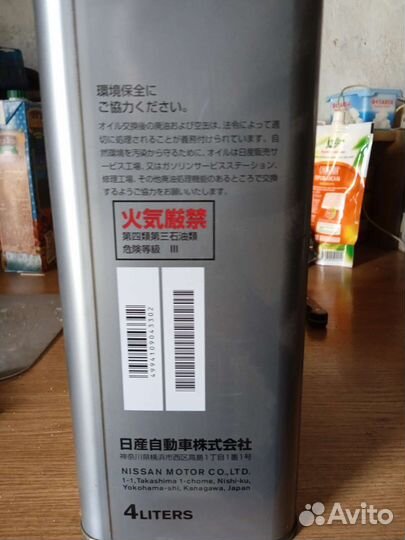 環境保全に
ご協力ください。
オイル交換後の廃油および空缶は、法令によって適
切に処理されることが義務付けられています。自
然環境を汚染から守るために、オイルは日産販売サ
ービス工場、又はガソリンサービスステーション、
修理工場、その他廃油処理機能のあるところで交換
するようご協力をお願いいたします。
火気厳禁
第四類第三石油類
危険等級 Ⅲ
4994109043302
日産自動車株式会社
神奈川県横浜市西区高島1丁目1番1号
NISSAN MOTOR CO.,LTD.
1-1, Takashima 1-chome, Nishi-ku,
Yokohama-shi, Kanagawa, Japan
4LITERS
Avito